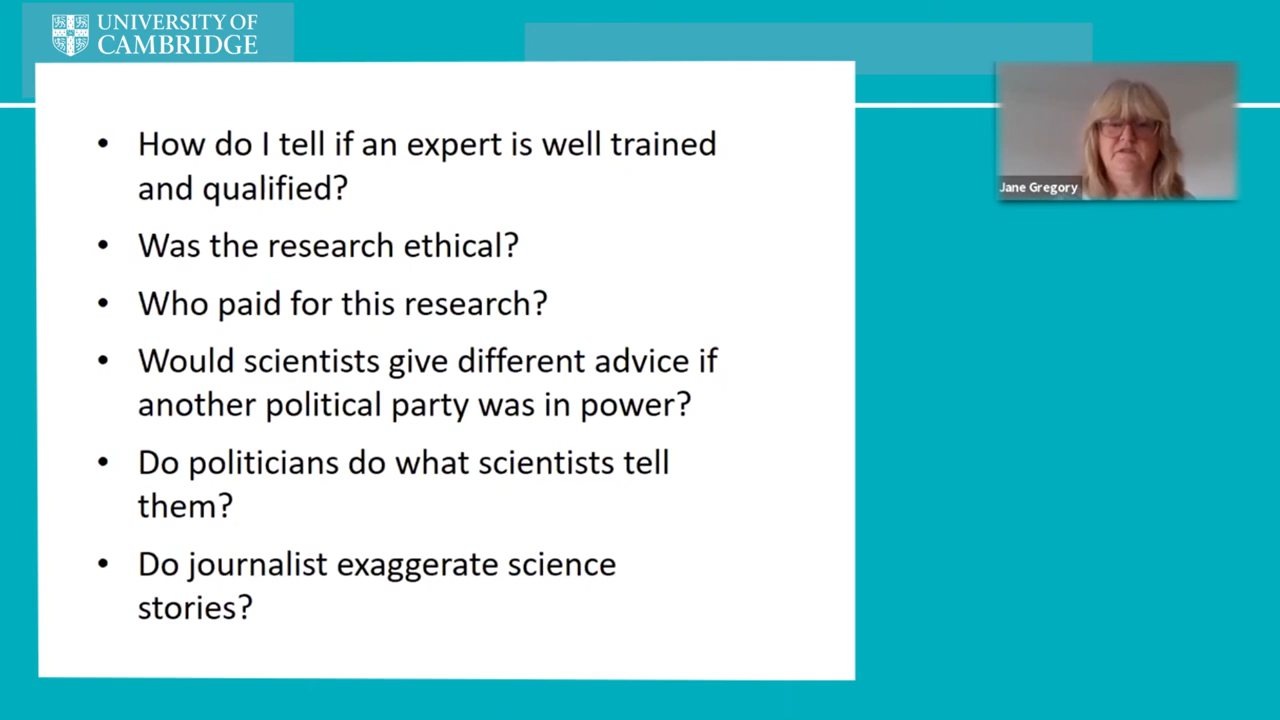 UNIVERSITY OF
CAMBRIDGE
• How do I tell if an expert is well trained
and qualified?
• Was the research ethical?
• Who paid for this research?
• Would scientists give different advice if
another political party was in power?
• Do politicians do what scientists tell
them?
• Do journalist exaggerate science
stories?
Jane Gregory